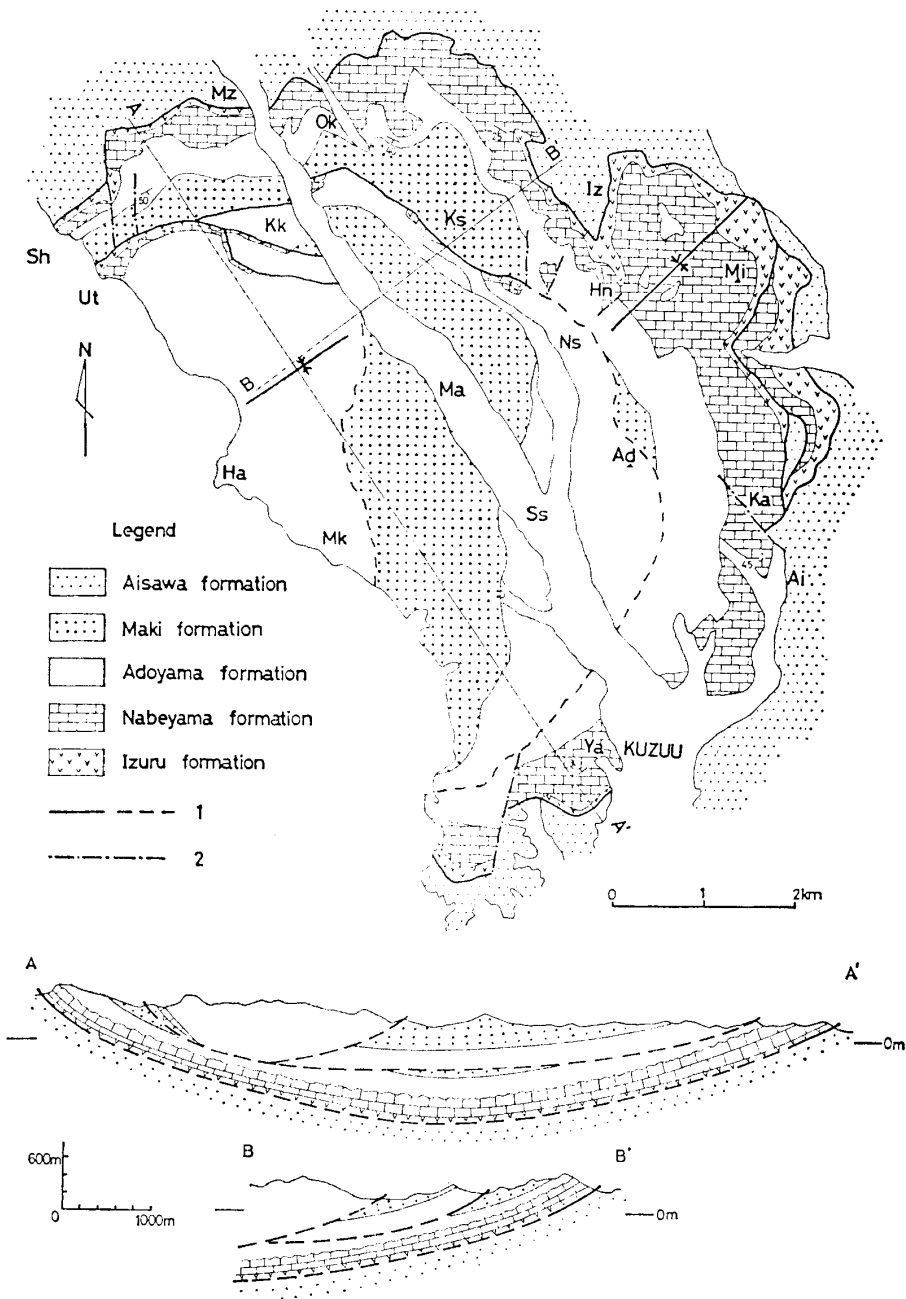 Mz
A
Ok
B'
Iz
Sh
50
Kk
Ks
Mi
Hn
Ut
Ns
N
B
Ma
Ad
Ha
Ka
Mk
Ss
45
Ai
Legend
Aisawa formation
Maki formation
Adoyama formation
Nabeyama formation
Izuru formation
1
2
Ya KUZUU
A'
0 1 2km
A A'
0m
600m
B B'
0 1000m
0m